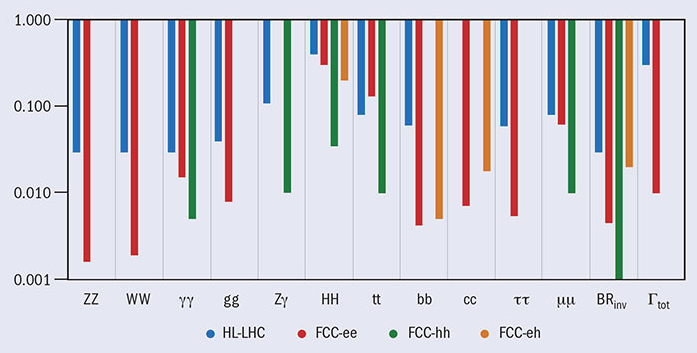 1.000
0.100
0.010
0.001
ZZ WW γγ gg Zγ HH tt bb cc ττ μμ BRinv Γtot
HL-LHC FCC-ee FCC-hh FCC-eh